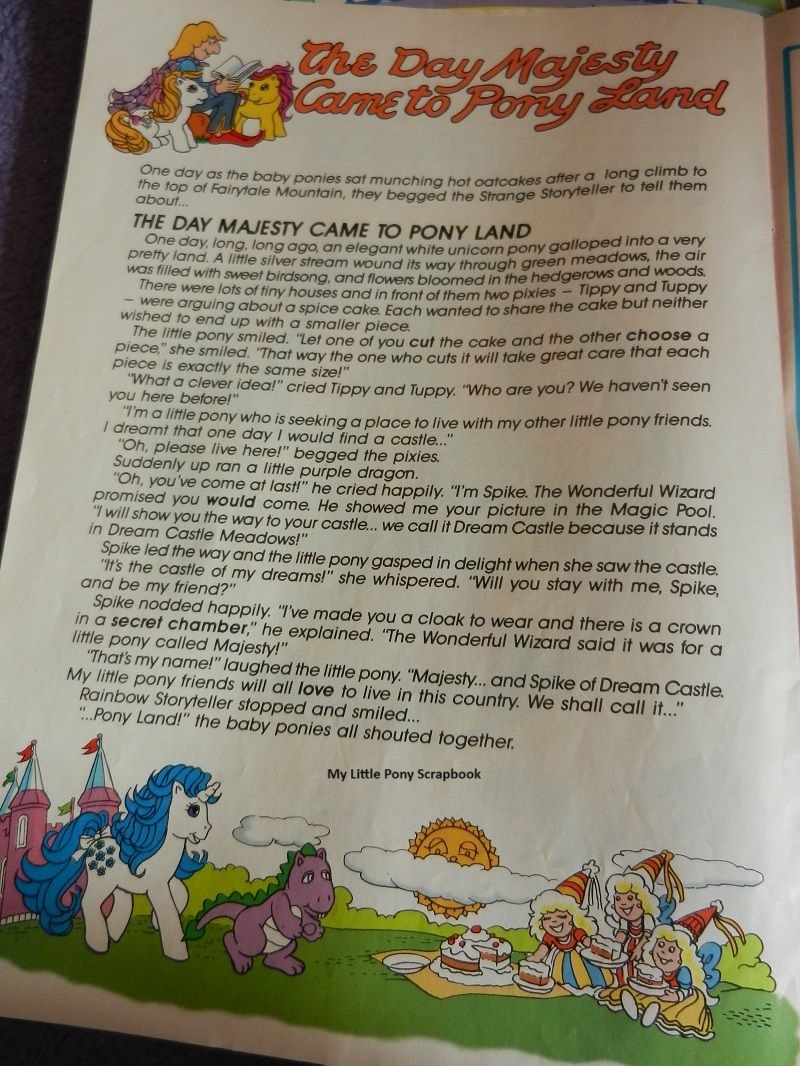 The Day Majesty
Came to Pony Land
One day as the baby ponies sat munching hot oatcakes after a long climb to
the top of Fairytale Mountain, they begged the Strange Storyteller to tell them
about...
THE DAY MAJESTY CAME TO PONY LAND
One day, long, long ago, an elegant white unicorn pony galloped into a very
pretty land. A little silver stream wound its way through green meadows, the air
was filled with sweet birdsong, and flowers bloomed in the hedgerows and woods.
There were lots of tiny houses and in front of them two pixies – Tippy and Tuppy
– were arguing about a spice cake. Each wanted to share the cake but neither
wished to end up with a smaller piece.
The little pony smiled. "Let one of you cut the cake and the other choose a
piece," she smiled. "That way the one who cuts it will take great care that each
piece is exactly the same size!"
"What a clever idea!" cried Tippy and Tuppy. "Who are you? We haven't seen
you here before!"
"I'm a little pony who is seeking a place to live with my other little pony friends.
I dreamt that one day I would find a castle..."
"Oh, please live here!" begged the pixies.
Suddenly up ran a little purple dragon.
"Oh, you've come at last!" he cried happily. "I'm Spike. The Wonderful Wizard
promised you would come. He showed me your picture in the Magic Pool.
"I will show you the way to your castle... we call it Dream Castle because it stands
in Dream Castle Meadows!"
Spike led the way and the little pony gasped in delight when she saw the castle.
"It's the castle of my dreams!" she whispered. "Will you stay with me, Spike,
and be my friend?"
Spike nodded happily. "I've made you a cloak to wear and there is a crown
in a secret chamber," he explained. "The Wonderful Wizard said it was for a
little pony called Majesty!"
"That's my name!" laughed the little pony. "Majesty... and Spike of Dream Castle.
My little pony friends will all love to live in this country. We shall call it..."
Rainbow Storyteller stopped and smiled...
"...Pony Land!" the baby ponies all shouted together.
My Little Pony Scrapbook